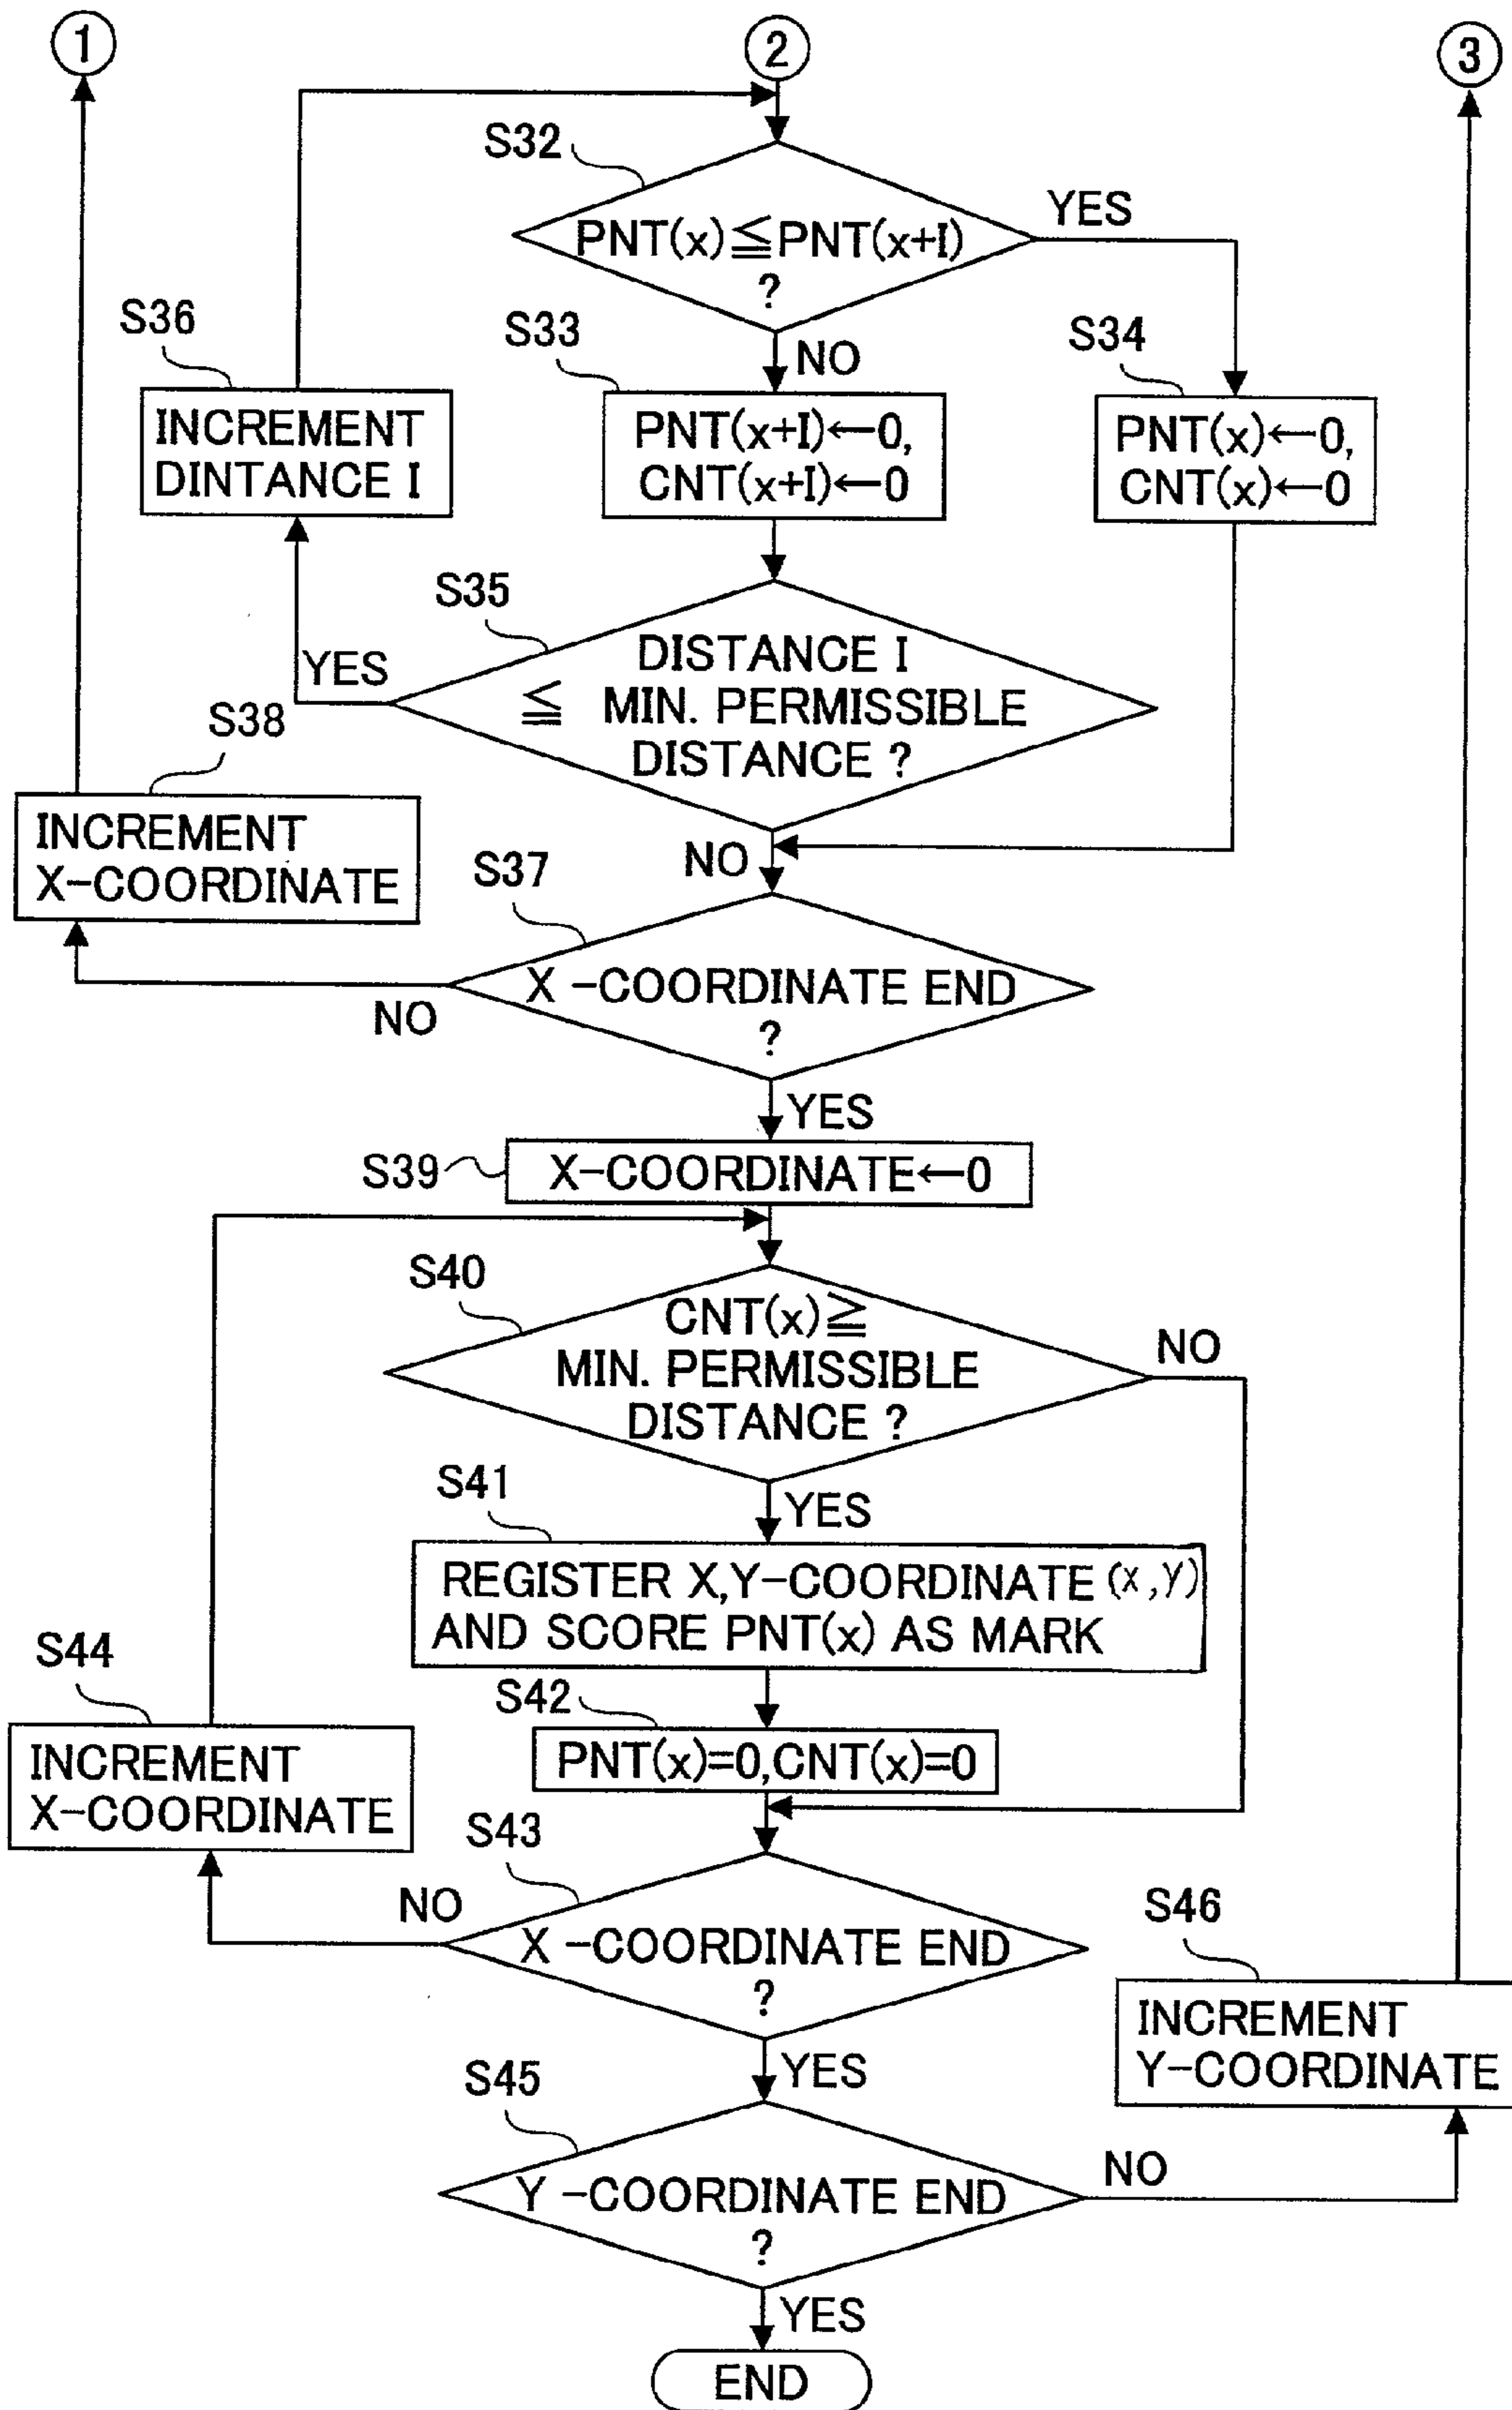 1
2
3
S32
PNT(x)≦PNT(x+I)
?
YES
NO
S36
INCREMENT
DINTANCE I
S33
PNT(x+I)←0,
CNT(x+I)←0
S34
PNT(x)←0,
CNT(x)←0
S35
DISTANCE I
≦ MIN. PERMISSIBLE
DISTANCE ?
YES
NO
S38
INCREMENT
X-COORDINATE
S37
X -COORDINATE END
?
NO
YES
S39
X-COORDINATE←0
S40
CNT(x)≧
MIN. PERMISSIBLE
DISTANCE ?
NO
YES
S41
REGISTER X,Y-COORDINATE (x,y)
AND SCORE PNT(x) AS MARK
S42
PNT(x)=0,CNT(x)=0
S44
INCREMENT
X-COORDINATE
S43
X -COORDINATE END
?
NO
YES
S46
INCREMENT
Y-COORDINATE
S45
Y -COORDINATE END
?
NO
YES
END